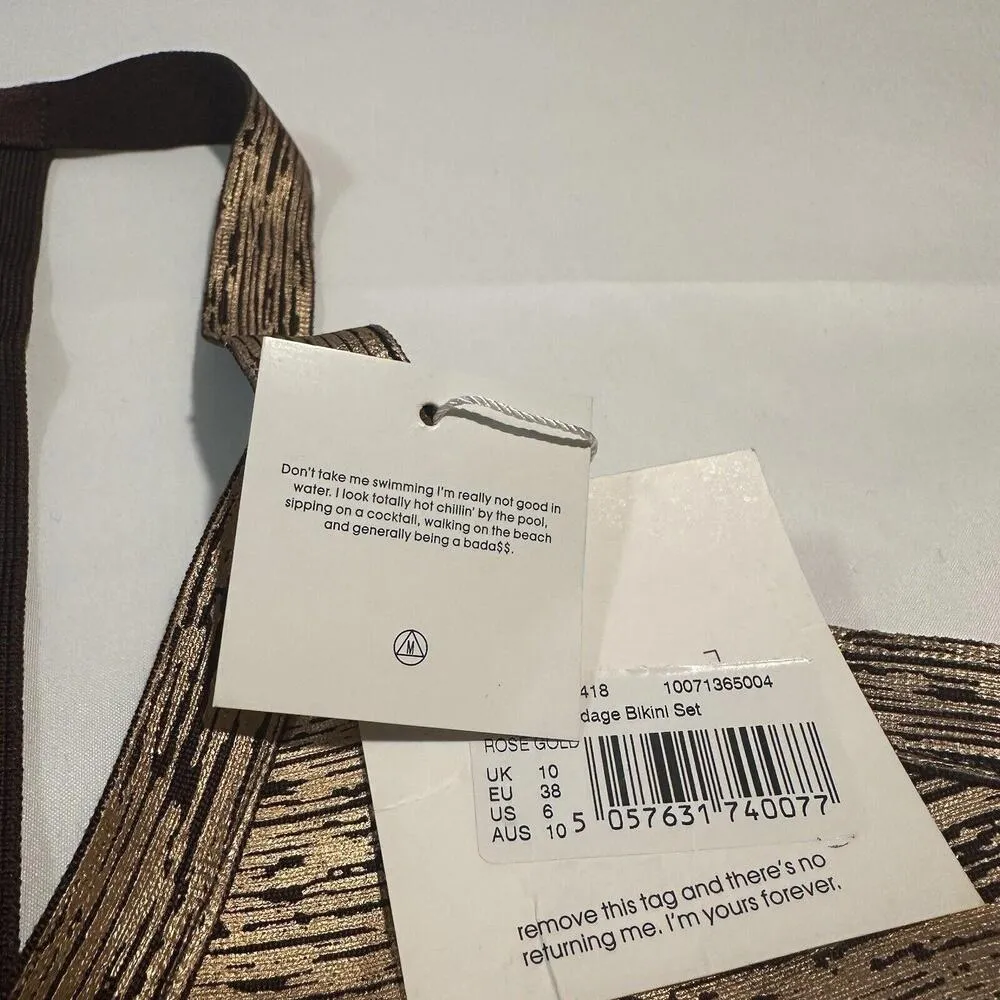 Don't take me swimming I'm really not good in
water. I look totally hot chillin' by the pool,
sipping on a cocktail, walking on the beach
and generally being a bada$$.
M
418 10071365004
dage Bikini Set
ROSE GOLD
UK 10
EU 38
US 6
AUS 10
5 057631 740077
remove this tag and there's no
returning me. I'm yours forever.